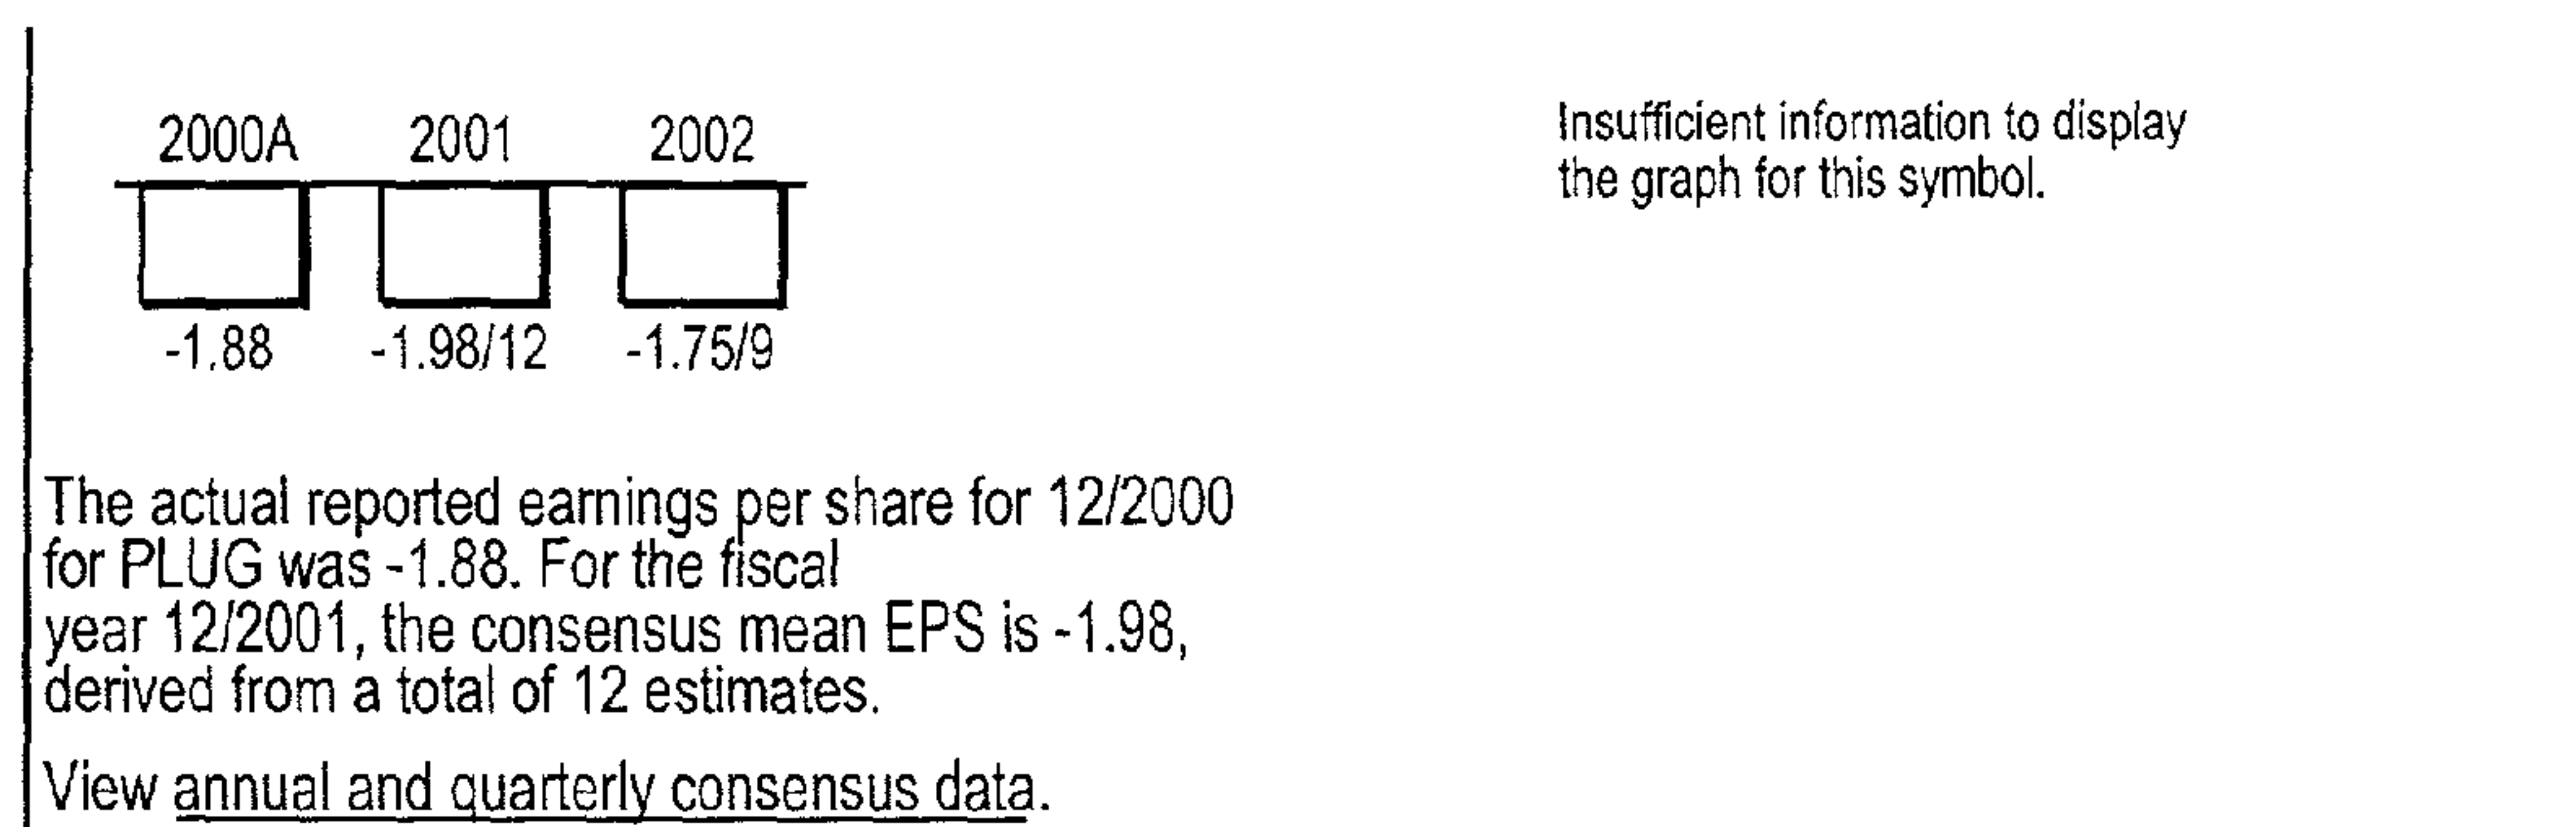 2000A 2001 2002
-1.88 -1.98/12 -1.75/9
Insufficient information to display
the graph for this symbol.
The actual reported earnings per share for 12/2000
for PLUG was -1.88. For the fiscal
year 12/2001, the consensus mean EPS is -1.98,
derived from a total of 12 estimates.
View annual and quarterly consensus data.